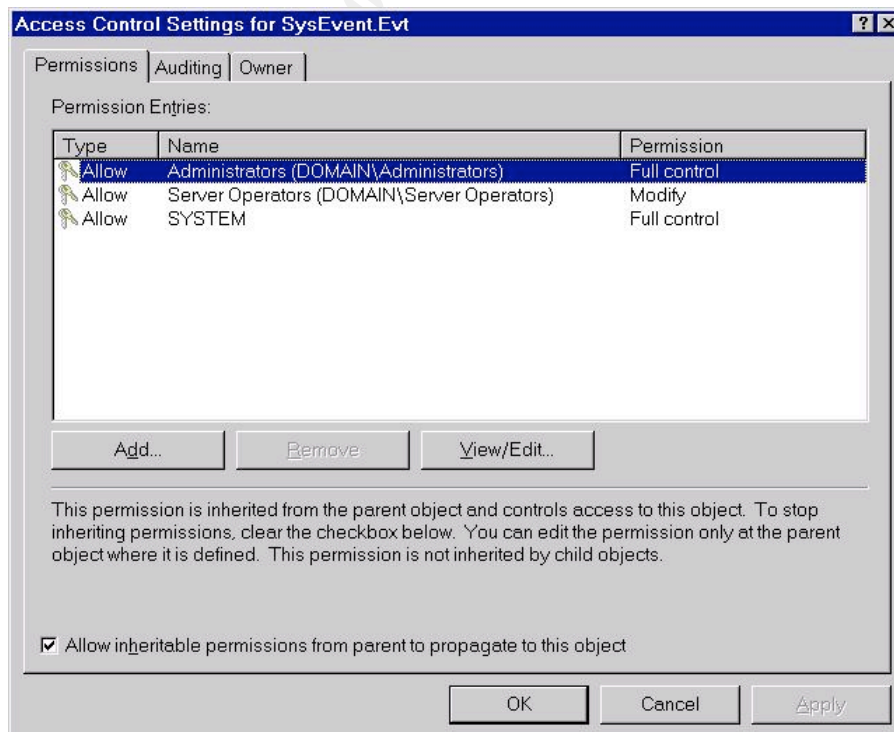 Access Control Settings for SysEvent.Evt
Permissions Auditing Owner
Permission Entries:
Type Name Permission
Allow Administrators (DOMAIN\Administrators) Full control
Allow Server Operators (DOMAIN\Server Operators) Modify
Allow SYSTEM Full control
Add... Remove View/Edit...
This permission is inherited from the parent object and controls access to this object. To stop
inheriting permissions, clear the checkbox below. You can edit the permission only at the parent
object where it is defined. This permission is not inherited by child objects.
Allow inheritable permissions from parent to propagate to this object
OK Cancel Apply